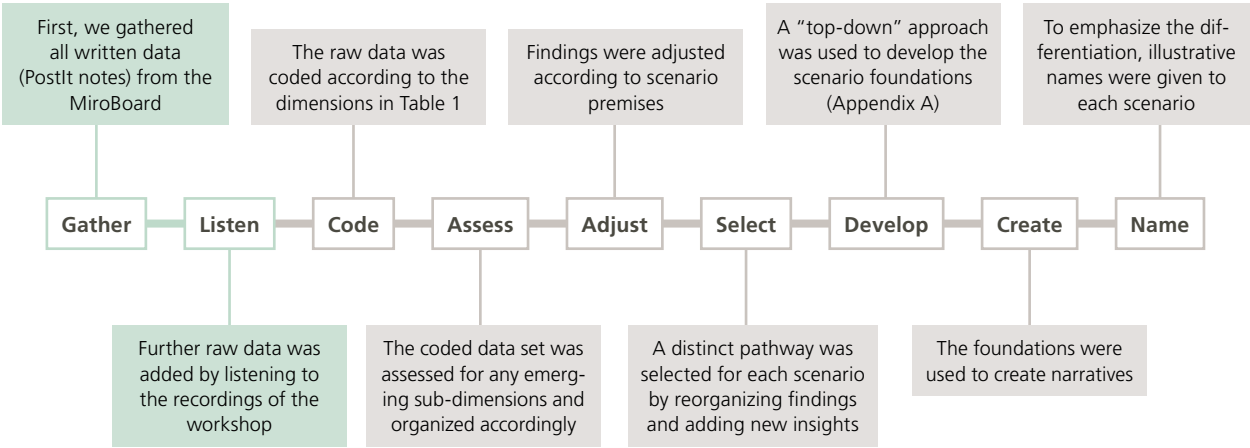 First, we gathered
all written data
(PostIt notes) from the
MiroBoard
The raw data was
coded according to the
dimensions in Table 1
Findings were adjusted
according to scenario
premises
A “top-down” approach
was used to develop the
scenario foundations
(Appendix A)
To emphasize the dif-
ferentiation, illustrative
names were given to
each scenario
Gather
Listen
Code
Assess
Adjust
Select
Develop
Create
Name
Further raw data was
added by listening to
the recordings of the
workshop
The coded data set was
assessed for any emerg-
ing sub-dimensions and
organized accordingly
A distinct pathway was
selected for each scenario
by reorganizing findings
and adding new insights
The foundations were
used to create narratives